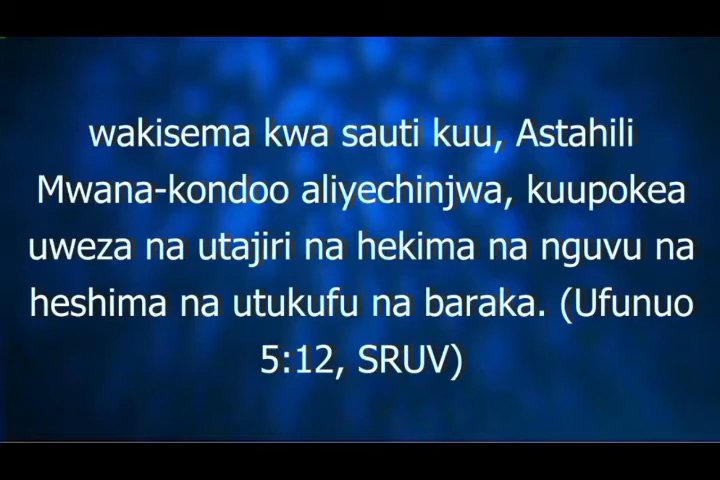 wakisema kwa sauti kuu, Astahili
Mwana-kondoo aliyechinjwa, kuupokea
uweza na utajiri na hekima na nguvu na
heshima na utukufu na baraka. (Ufunuo
5:12, SRUV)